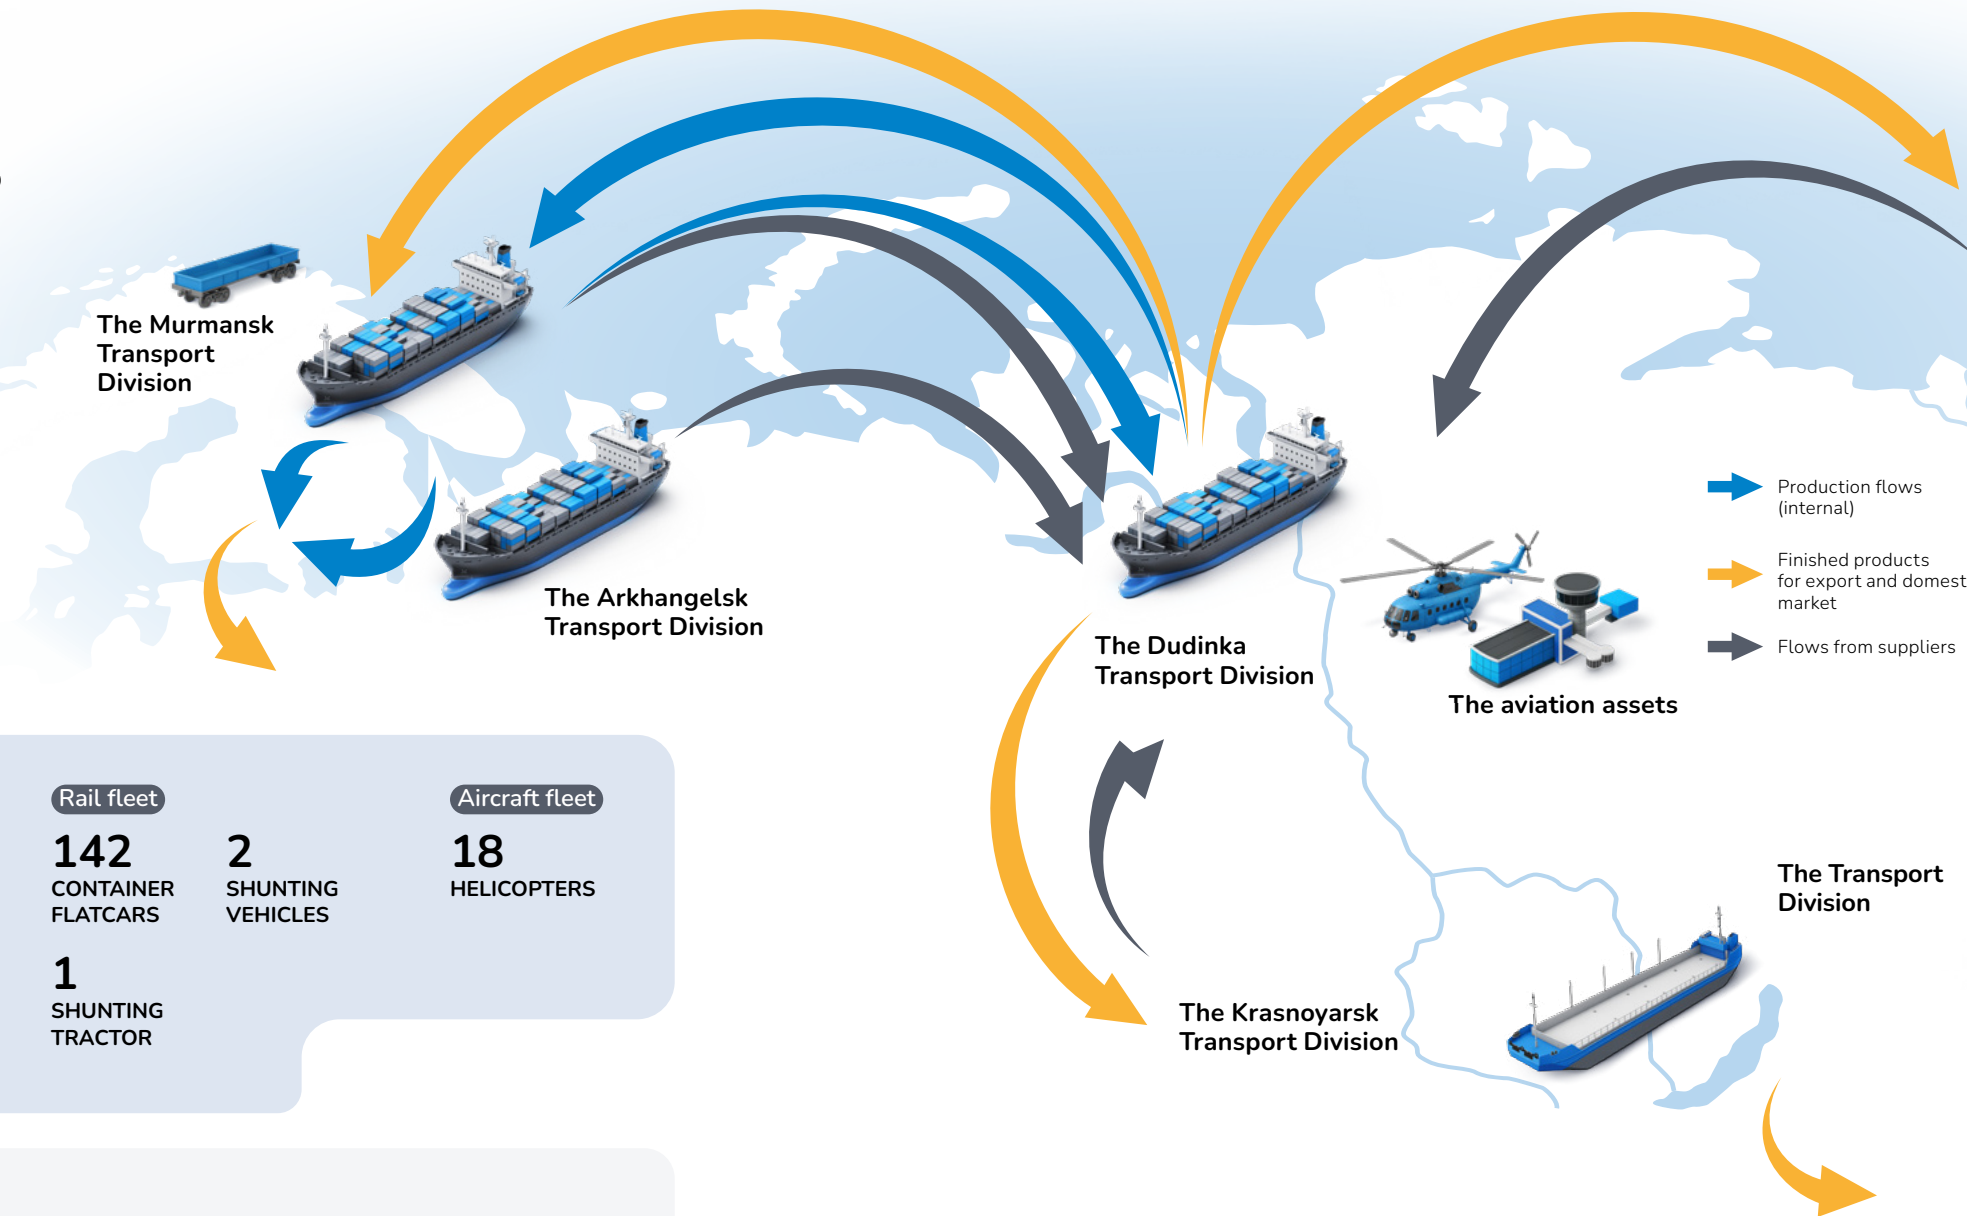 The Murmansk
Transport
Division
The Arkhangelsk
Transport Division
The Dudinka
Transport Division
The aviation assets
Production flows
(internal)
Finished products
for export and domest
market
Flows from suppliers
Rail fleet
142
CONTAINER
FLATCARS
2
SHUNTING
VEHICLES
1
SHUNTING
TRACTOR
Aircraft fleet
18
HELICOPTERS
The Krasnoyarsk
Transport Division
The Transport
Division